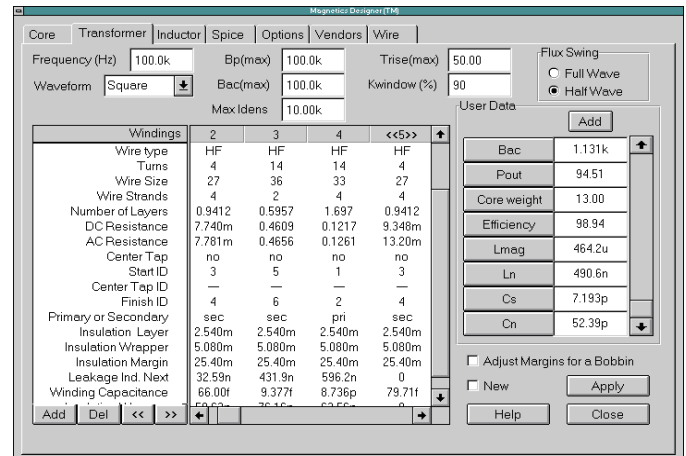 Magnetics Designer(TM)
Core Transformer Inductor Spice Options Vendors Wire
Frequency (Hz) 100.0k Bp(max) 100.0k Trise(max) 50.00 Flux Swing
Waveform Square Bac(max) 100.0k Kwindow (%) 90 Full Wave
Half Wave
Max Idens 10.00k
User Data
Add
Windings 2 3 4 <<5>>
Wire type HF HF HF HF
Turns 4 14 14 4
Wire Size 27 36 33 27
Wire Strands 4 2 4 4
Number of Layers 0.9412 0.5957 1.697 0.9412
DC Resistance 7.740m 0.4609 0.1217 9.348m
AC Resistance 7.781m 0.4656 0.1261 13.20m
Center Tap no no no no
Start ID 3 5 1 3
Center Tap ID — — — —
Finish ID 4 6 2 4
Primary or Secondary sec sec pri sec
Insulation Layer 2.540m 2.540m 2.540m 2.540m
Insulation Wrapper 5.080m 5.080m 5.080m 5.080m
Insulation Margin 25.40m 25.40m 25.40m 25.40m
Leakage Ind. Next 32.59n 431.9n 596.2n 0
Winding Capacitance 66.00f 9.377f 8.736p 79.71f
Add Del << >>
Bac 1.131k
Pout 94.51
Core weight 13.00
Efficiency 98.94
Lmag 464.2u
Ln 490.6n
Cs 7.193p
Cn 52.39p
Adjust Margins for a Bobbin
New Apply
Help Close